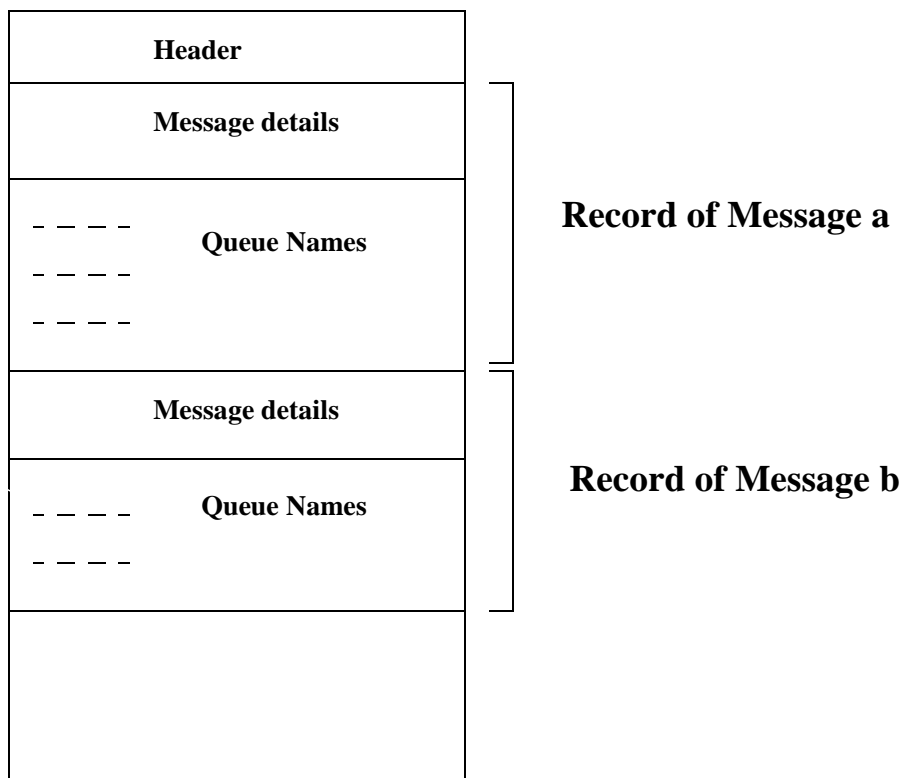 Header
Message details
Record of Message a
Queue Names
Message details
Record of Message b
Queue Names